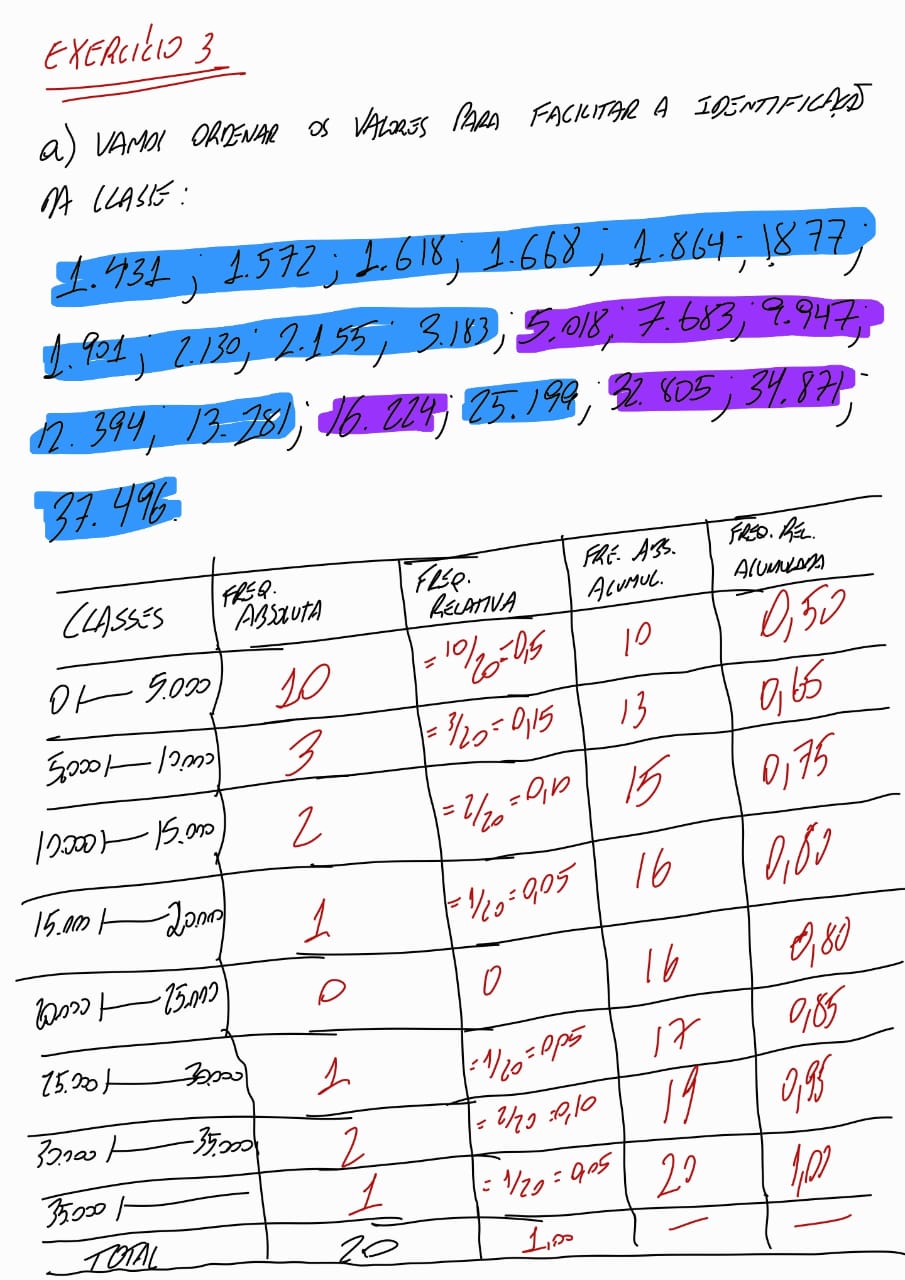 EXERCÍCIO 3
a) VAMOS ORDENAR OS VALORES PARA FACILITAR A IDENTIFICAÇÃO
DA CLASSE:
1.431 ; 1.572 ; 1.618 ; 1.668 ; 1.864 ; 1.877 ;
1.901 ; 2.130 ; 2.155 ; 3.183 ; 5.018 ; 7.683 ; 9.947 ;
12.394 ; 13.281 ; 16.224 ; 25.199 ; 32.805 ; 34.871 ;
37.496.
CLASSES FREQ. ABSOLUTA FREQ. RELATIVA FRE. ABS. ACUMUL. FREQ. REL. ACUMULADA
0 |— 5.000 10 = 10/20 = 0,5 10 0,50
5.000 |— 10.000 3 = 3/20 = 0,15 13 0,65
10.000 |— 15.000 2 = 2/20 = 0,10 15 0,75
15.000 |— 20.000 1 = 1/20 = 0,05 16 0,80
20.000 |— 25.000 0 0 16 0,80
25.000 |— 30.000 1 = 1/20 = 0,05 17 0,85
30.000 |— 35.000 2 = 2/20 = 0,10 19 0,95
35.000 |— 1 = 1/20 = 0,05 20 1,00
TOTAL 20 1,00 — —